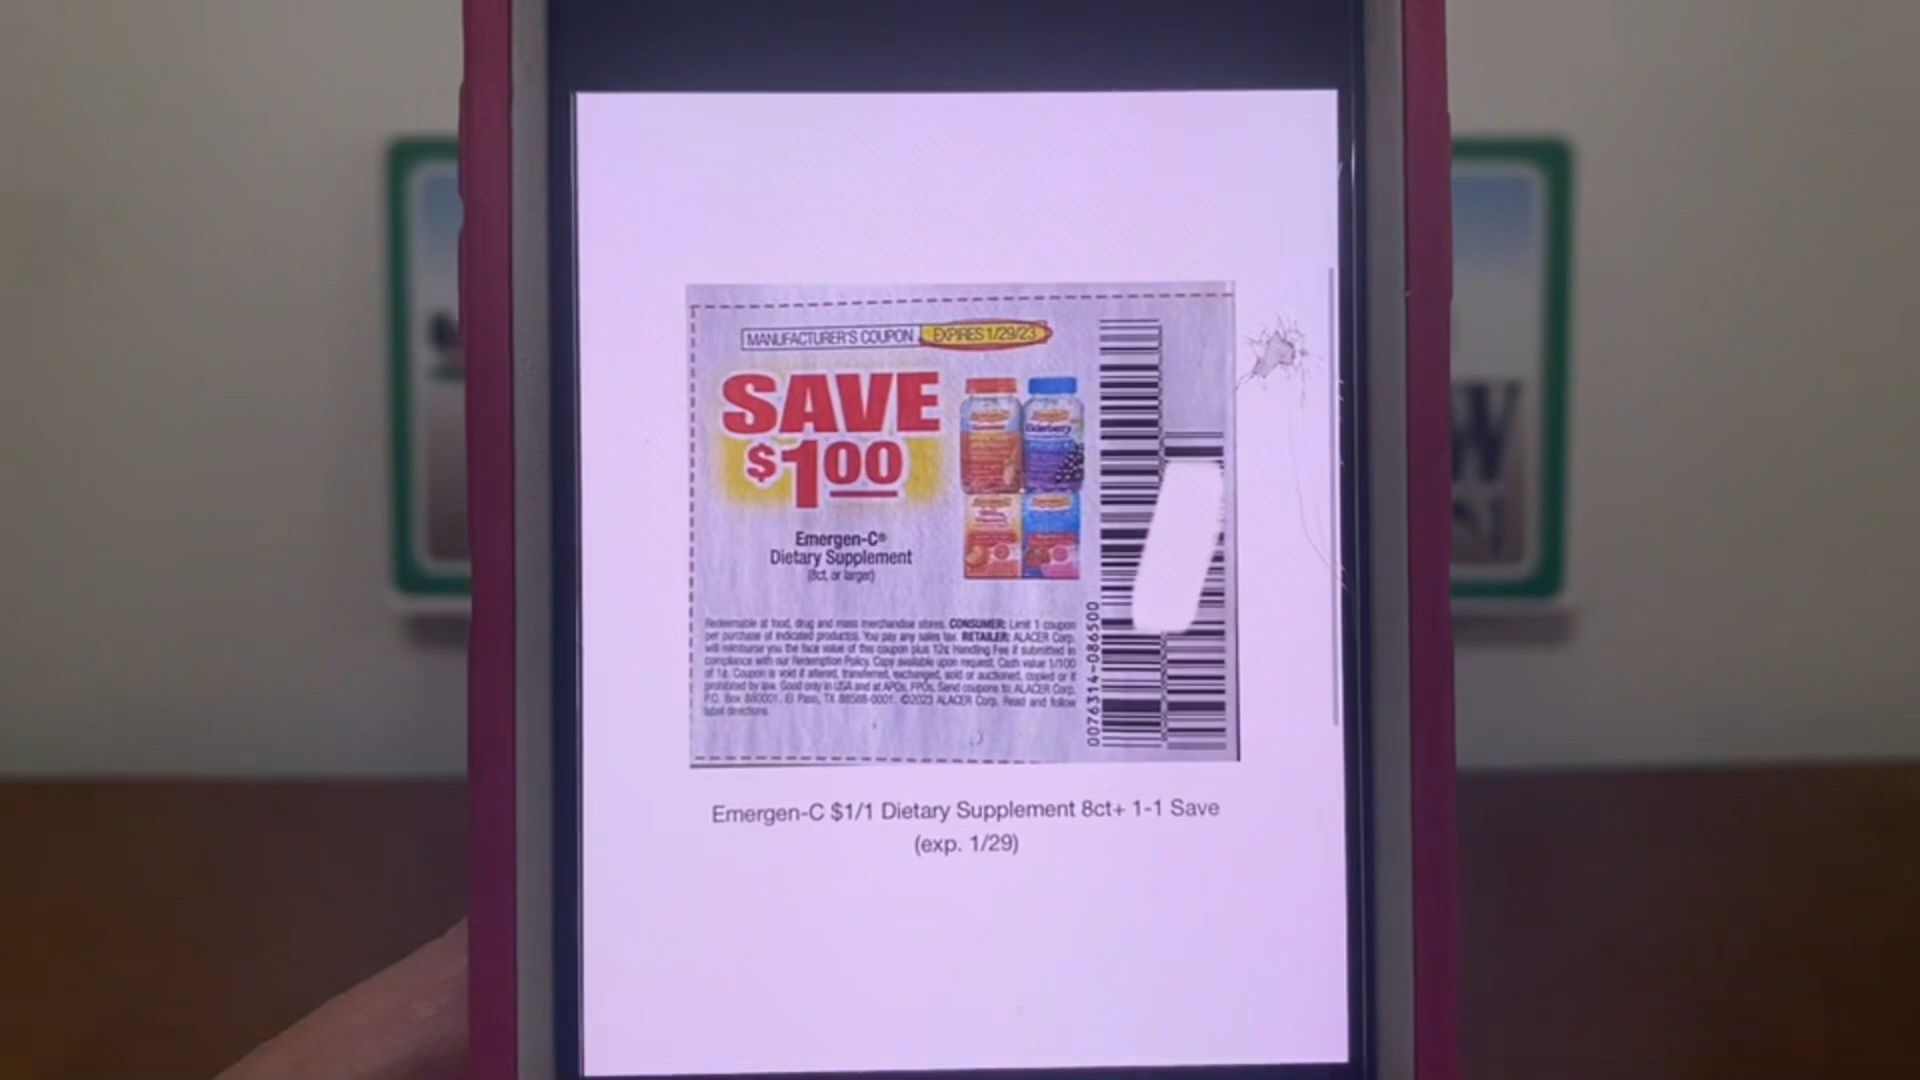 MANUFACTURER'S COUPON EXPIRES 1/29/23
SAVE
$1.00
Emergen-C®
Dietary Supplement
(8ct. or larger)
Elderberry
Redeemable at food, drug and mass merchandise stores. CONSUMER: Limit 1 coupon
per purchase of indicated product(s). You pay any sales tax. RETAILER: ALACER Corp.
will reimburse you the face value of this coupon plus 12¢ Handling Fee if submitted in
compliance with our Redemption Policy. Copy available upon request. Cash value 1/100
of 1¢. Coupon is void if altered, transferred, exchanged, sold or auctioned, copied or if
prohibited by law. Good only in USA and at APOs, FPOs. Send coupons to: ALACER Corp.
P.O. Box 880001, El Paso, TX 88588-0001. ©2023 ALACER Corp. Read and follow
label directions.
0076314-086500
Emergen-C $1/1 Dietary Supplement 8ct+ 1-1 Save
(exp. 1/29)